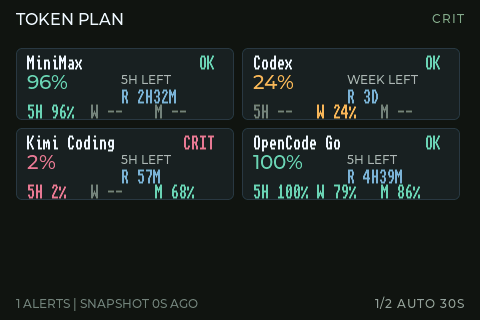 TOKEN PLAN CRIT
MiniMax OK
96% 5H LEFT
R 2H32M
5H 96% W -- M --
Codex OK
24% WEEK LEFT
R 3D
5H -- W 24% M --
Kimi Coding CRIT
2% 5H LEFT
R 57M
5H 2% W -- M 68%
OpenCode Go OK
100% 5H LEFT
R 4H39M
5H 100% W 79% M 86%
1 ALERTS | SNAPSHOT 0S AGO 1/2 AUTO 30S